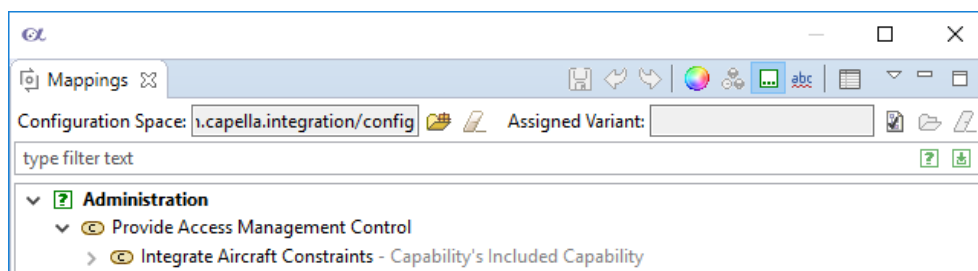 Mappings
abc
Configuration Space: ı.capella.integration/config Assigned Variant:
type filter text
Administration
Provide Access Management Control
Integrate Aircraft Constraints - Capability's Included Capability